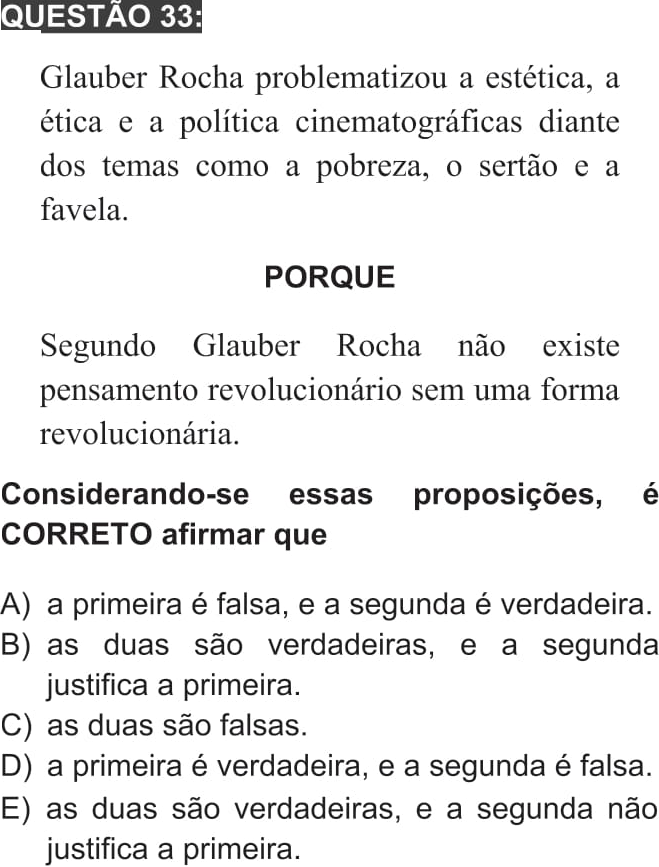 QUESTÃO 33:
Glauber Rocha problematizou a estética, a
ética e a política cinematográficas diante
dos temas como a pobreza, o sertão e a
favela.
PORQUE
Segundo Glauber Rocha não existe
pensamento revolucionário sem uma forma
revolucionária.
Considerando-se essas proposições, é
CORRETO afirmar que
A) a primeira é falsa, e a segunda é verdadeira.
B) as duas são verdadeiras, e a segunda
justifica a primeira.
C) as duas são falsas.
D) a primeira é verdadeira, e a segunda é falsa.
E) as duas são verdadeiras, e a segunda não
justifica a primeira.